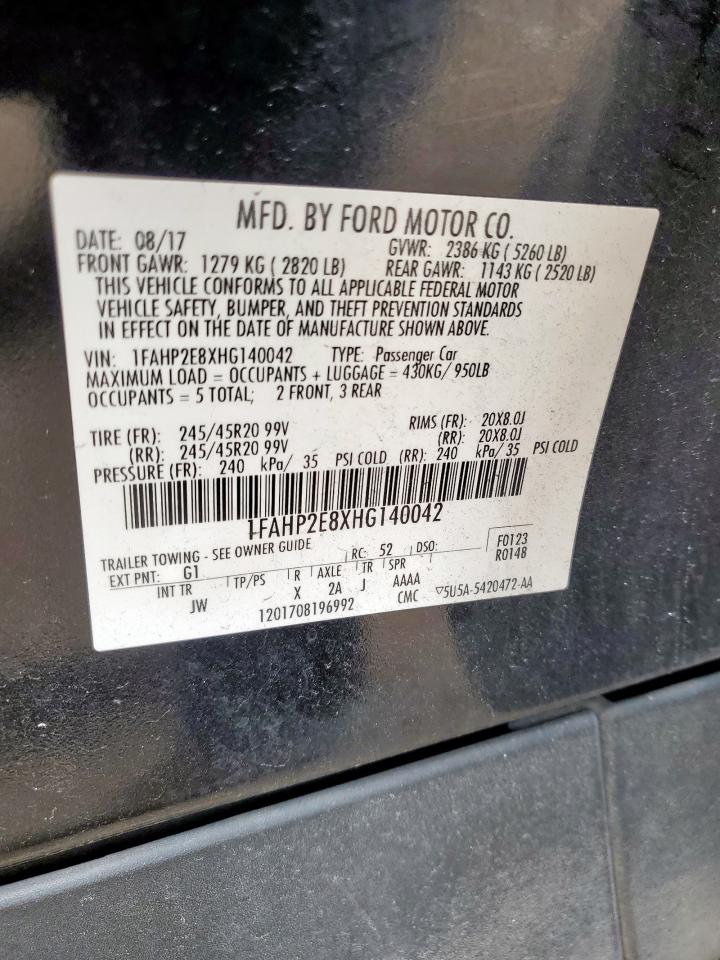 MFD. BY FORD MOTOR CO.
DATE: 08/17 GVWR: 2386 KG ( 5260 LB)
FRONT GAWR: 1279 KG ( 2820 LB) REAR GAWR: 1143 KG ( 2520 LB)
THIS VEHICLE CONFORMS TO ALL APPLICABLE FEDERAL MOTOR
VEHICLE SAFETY, BUMPER, AND THEFT PREVENTION STANDARDS
IN EFFECT ON THE DATE OF MANUFACTURE SHOWN ABOVE.
VIN: 1FAHP2E8XHG140042 TYPE: Passenger Car
MAXIMUM LOAD = OCCUPANTS + LUGGAGE = 430KG/ 950LB
OCCUPANTS = 5 TOTAL; 2 FRONT, 3 REAR
TIRE (FR): 245/45R20 99V RIMS (FR): 20X8.0J
(RR): 245/45R20 99V (RR): 20X8.0J
PRESSURE (FR): 240 kPa/ 35 PSI COLD (RR): 240 kPa/ 35 PSI COLD
1FAHP2E8XHG140042
TRAILER TOWING - SEE OWNER GUIDE RC: 52 DSO: F0123
EXT PNT: G1 R0148
INT TR TP/PS R AXLE TR SPR
JW X 2A J AAAA
1201708196992 CMC ▽5U5A-5420472-AA